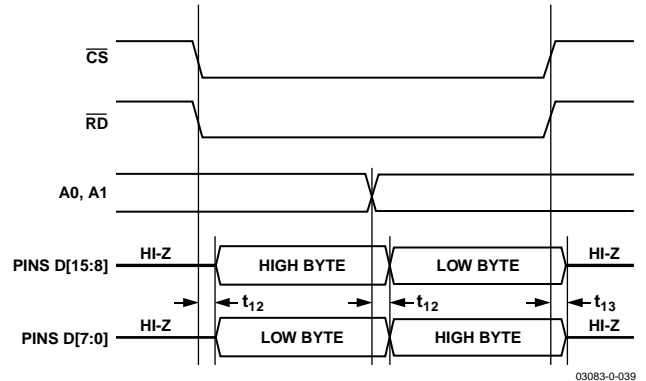 CS
RD
A0, A1
PINS D[15:8] HI-Z HIGH BYTE LOW BYTE HI-Z
t12 t12 t13
PINS D[7:0] HI-Z LOW BYTE HIGH BYTE HI-Z
03083-0-039